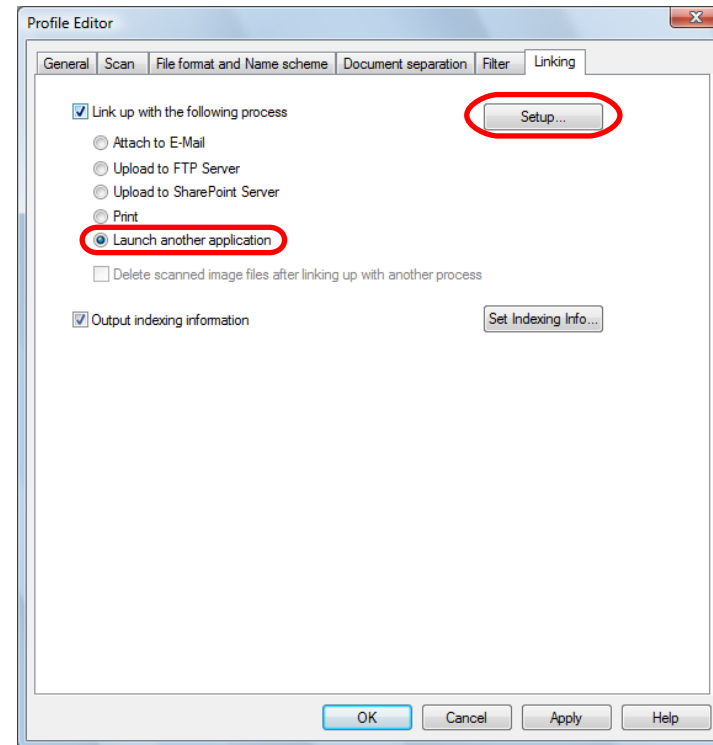 Profile Editor
General Scan File format and Name scheme Document separation Filter Linking
Link up with the following process Setup...
Attach to E-Mail
Upload to FTP Server
Upload to SharePoint Server
Print
Launch another application
Delete scanned image files after linking up with another process
Output indexing information Set Indexing Info...
OK Cancel Apply Help